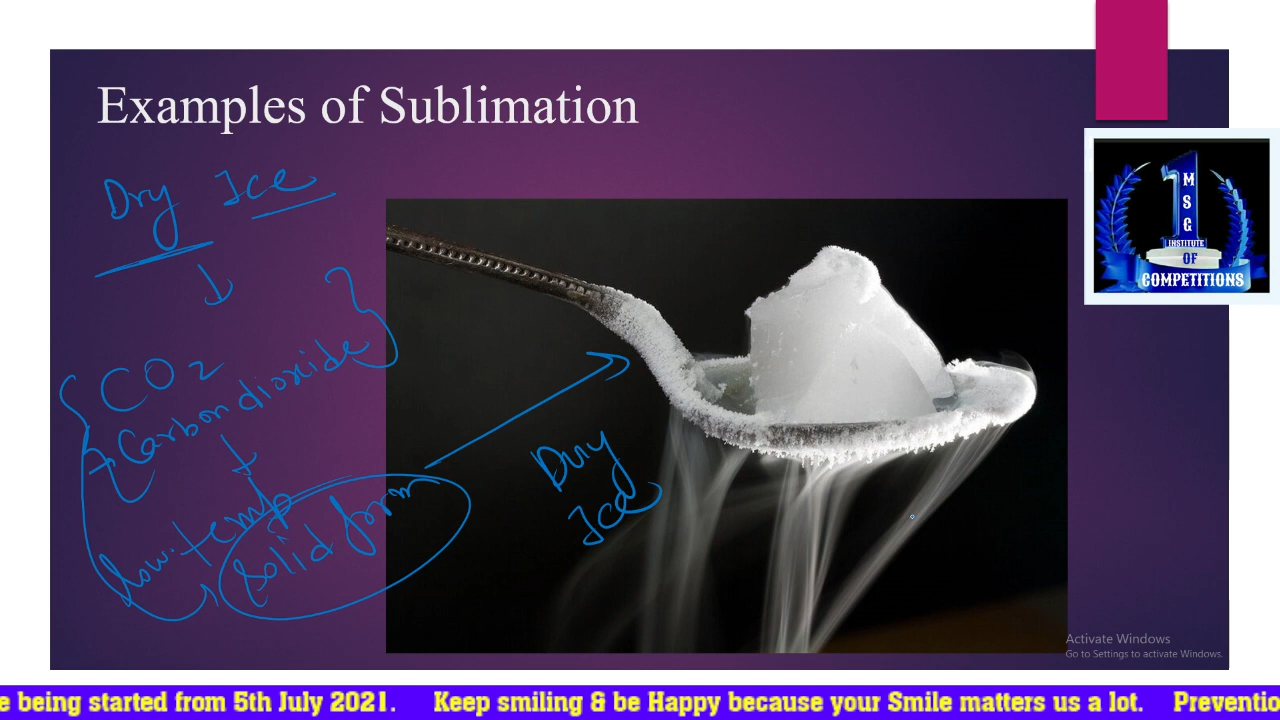 Examples of Sublimation
Dry Ice
CO2
Carbon dioxide
low temp
solid form
Dry
Ice
M
S
G
INSTITUTE
OF
COMPETITIONS
Activate Windows
Go to Settings to activate Windows.
e being started from 5th July 2021. Keep smiling & be Happy because your Smile matters us a lot. Preventio